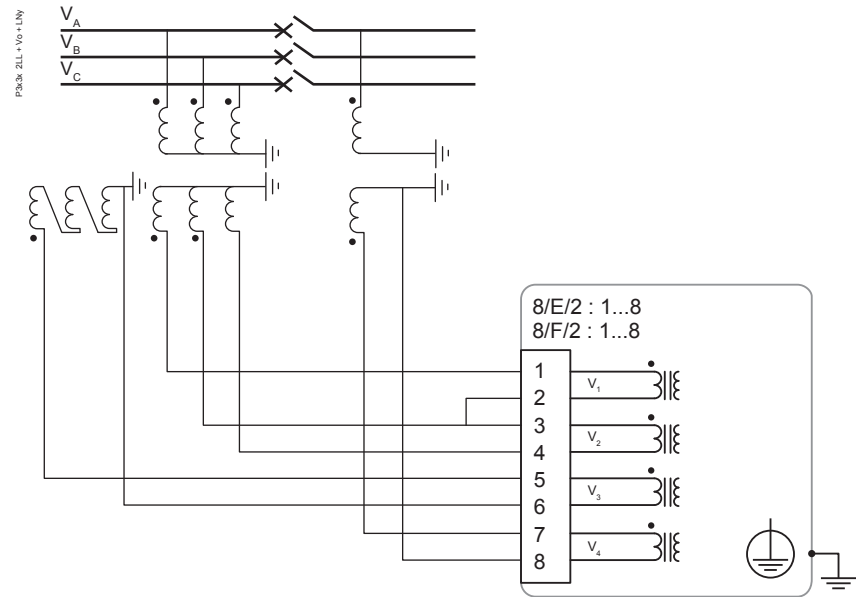 P3x3x 2LL + Vo + LNy
VA
VB
VC
8/E/2 : 1...8
8/F/2 : 1...8
1
2
3
4
5
6
7
8
V1
V2
V3
V4